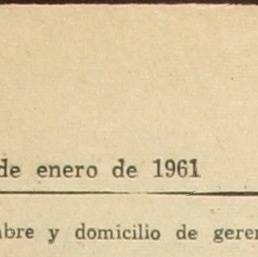 de enero de 1961
y domicilio de